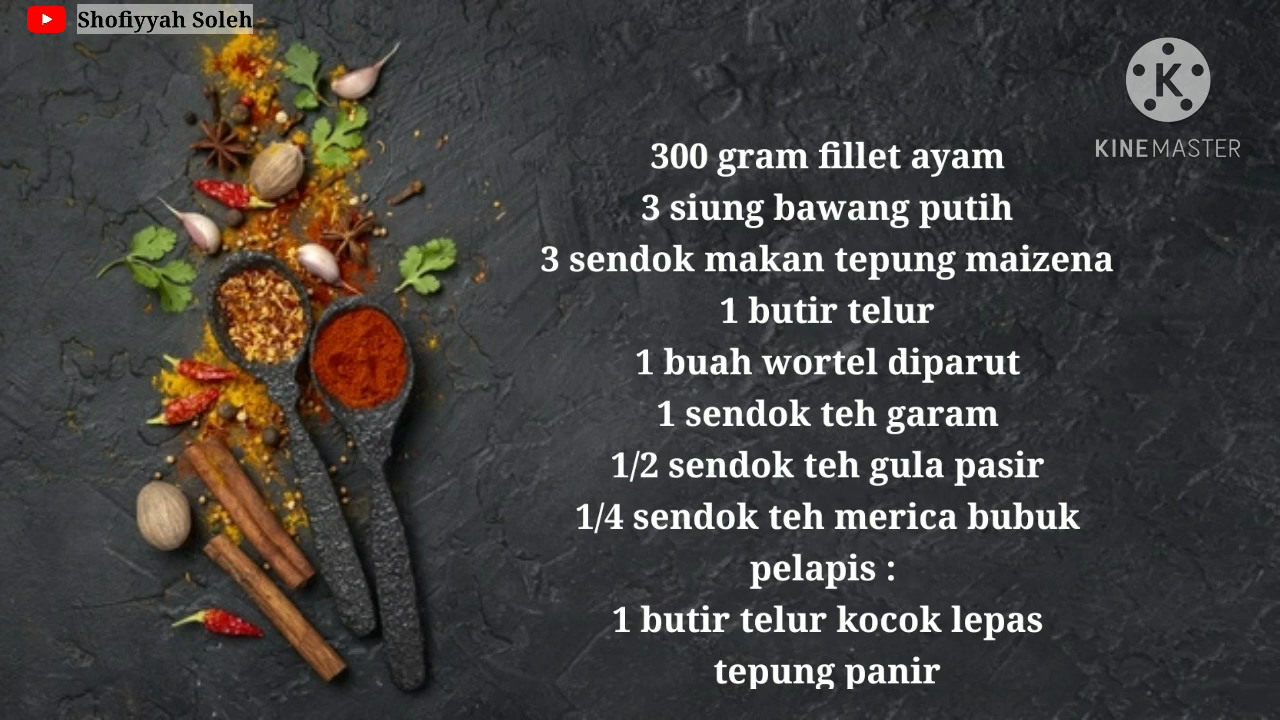 Shofiyyah Soleh
K
KINEMASTER
300 gram fillet ayam
3 siung bawang putih
3 sendok makan tepung maizena
1 butir telur
1 buah wortel diparut
1 sendok teh garam
1/2 sendok teh gula pasir
1/4 sendok teh merica bubuk
pelapis :
1 butir telur kocok lepas
tepung panir